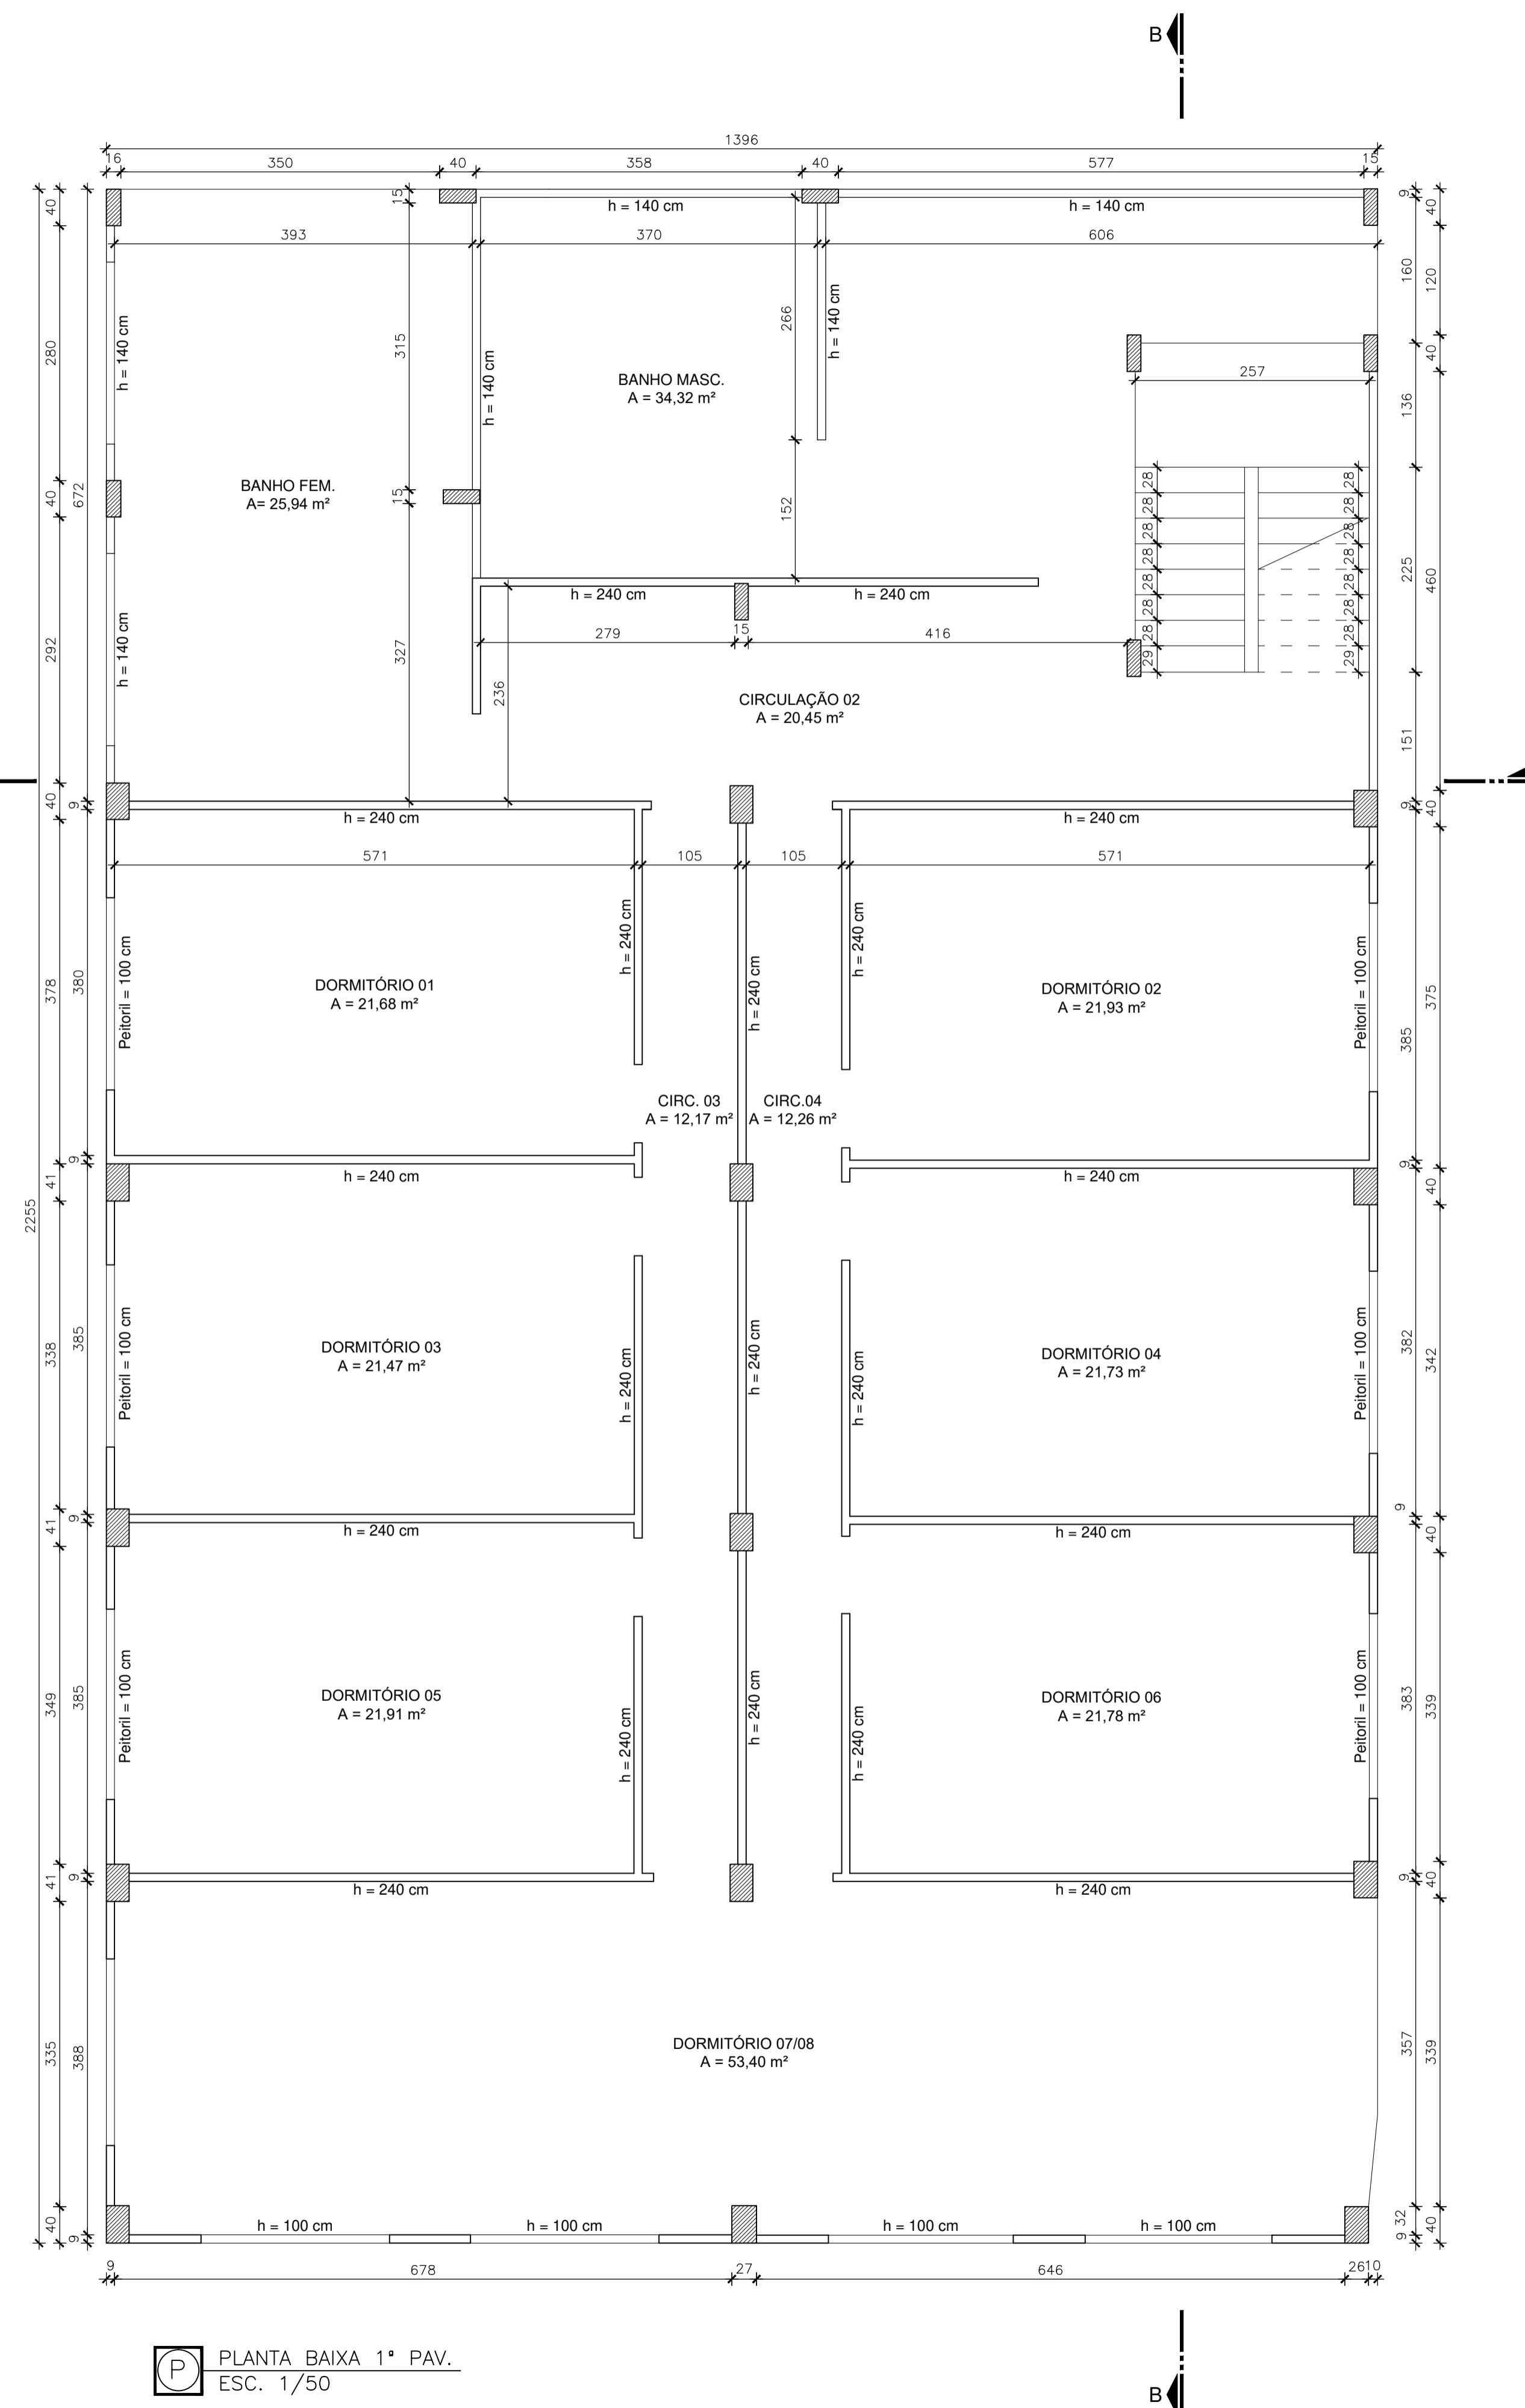 B
1396
16
350
40
358
40
577
15
40
15
h = 140 cm
h = 140 cm
9
40
393
370
606
160
120
280
h = 140 cm
315
h = 140 cm
266
h = 140 cm
40
257
136
BANHO MASC.
A = 34,32 m²
BANHO FEM.
A= 25,94 m²
40
672
15
152
28
28
28
28
28
28
28
29
28
28
28
28
28
28
28
29
225
460
h = 240 cm
h = 240 cm
279
15
416
292
h = 140 cm
327
236
CIRCULAÇÃO 02
A = 20,45 m²
151
40
9
h = 240 cm
h = 240 cm
9
40
571
105
105
571
h = 240 cm
h = 240 cm
h = 240 cm
378
380
Peitoril = 100 cm
DORMITÓRIO 01
A = 21,68 m²
DORMITÓRIO 02
A = 21,93 m²
Peitoril = 100 cm
385
375
CIRC. 03
A = 12,17 m²
CIRC.04
A = 12,26 m²
9
41
h = 240 cm
h = 240 cm
9
40
2255
338
385
Peitoril = 100 cm
DORMITÓRIO 03
A = 21,47 m²
h = 240 cm
h = 240 cm
h = 240 cm
DORMITÓRIO 04
A = 21,73 m²
Peitoril = 100 cm
382
342
41
9
h = 240 cm
h = 240 cm
9
40
349
385
Peitoril = 100 cm
DORMITÓRIO 05
A = 21,91 m²
h = 240 cm
h = 240 cm
h = 240 cm
DORMITÓRIO 06
A = 21,78 m²
Peitoril = 100 cm
383
339
41
9
h = 240 cm
h = 240 cm
9
40
335
388
DORMITÓRIO 07/08
A = 53,40 m²
357
339
40
9
h = 100 cm
h = 100 cm
h = 100 cm
h = 100 cm
32
9
40
9
678
27
646
26
10
P
PLANTA BAIXA 1ª PAV.
ESC. 1/50
B